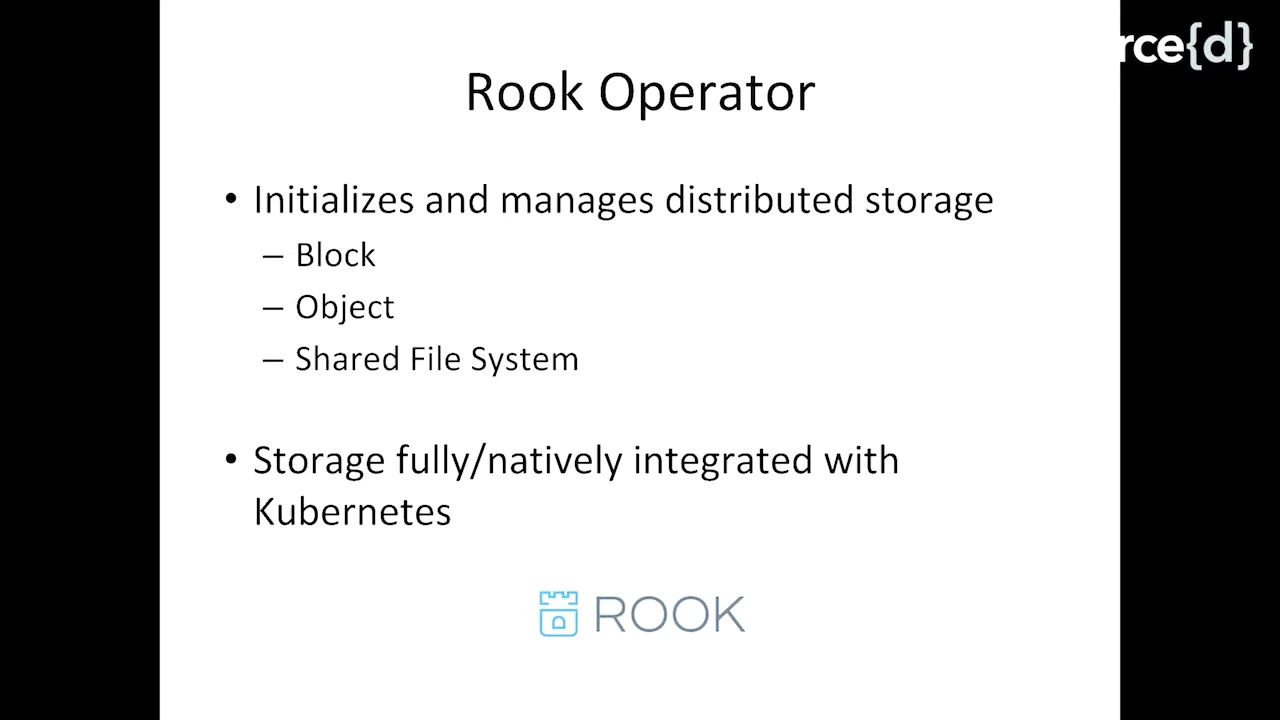 rce{d}
Rook Operator
• Initializes and manages distributed storage
– Block
– Object
– Shared File System
• Storage fully/natively integrated with
Kubernetes
ROOK